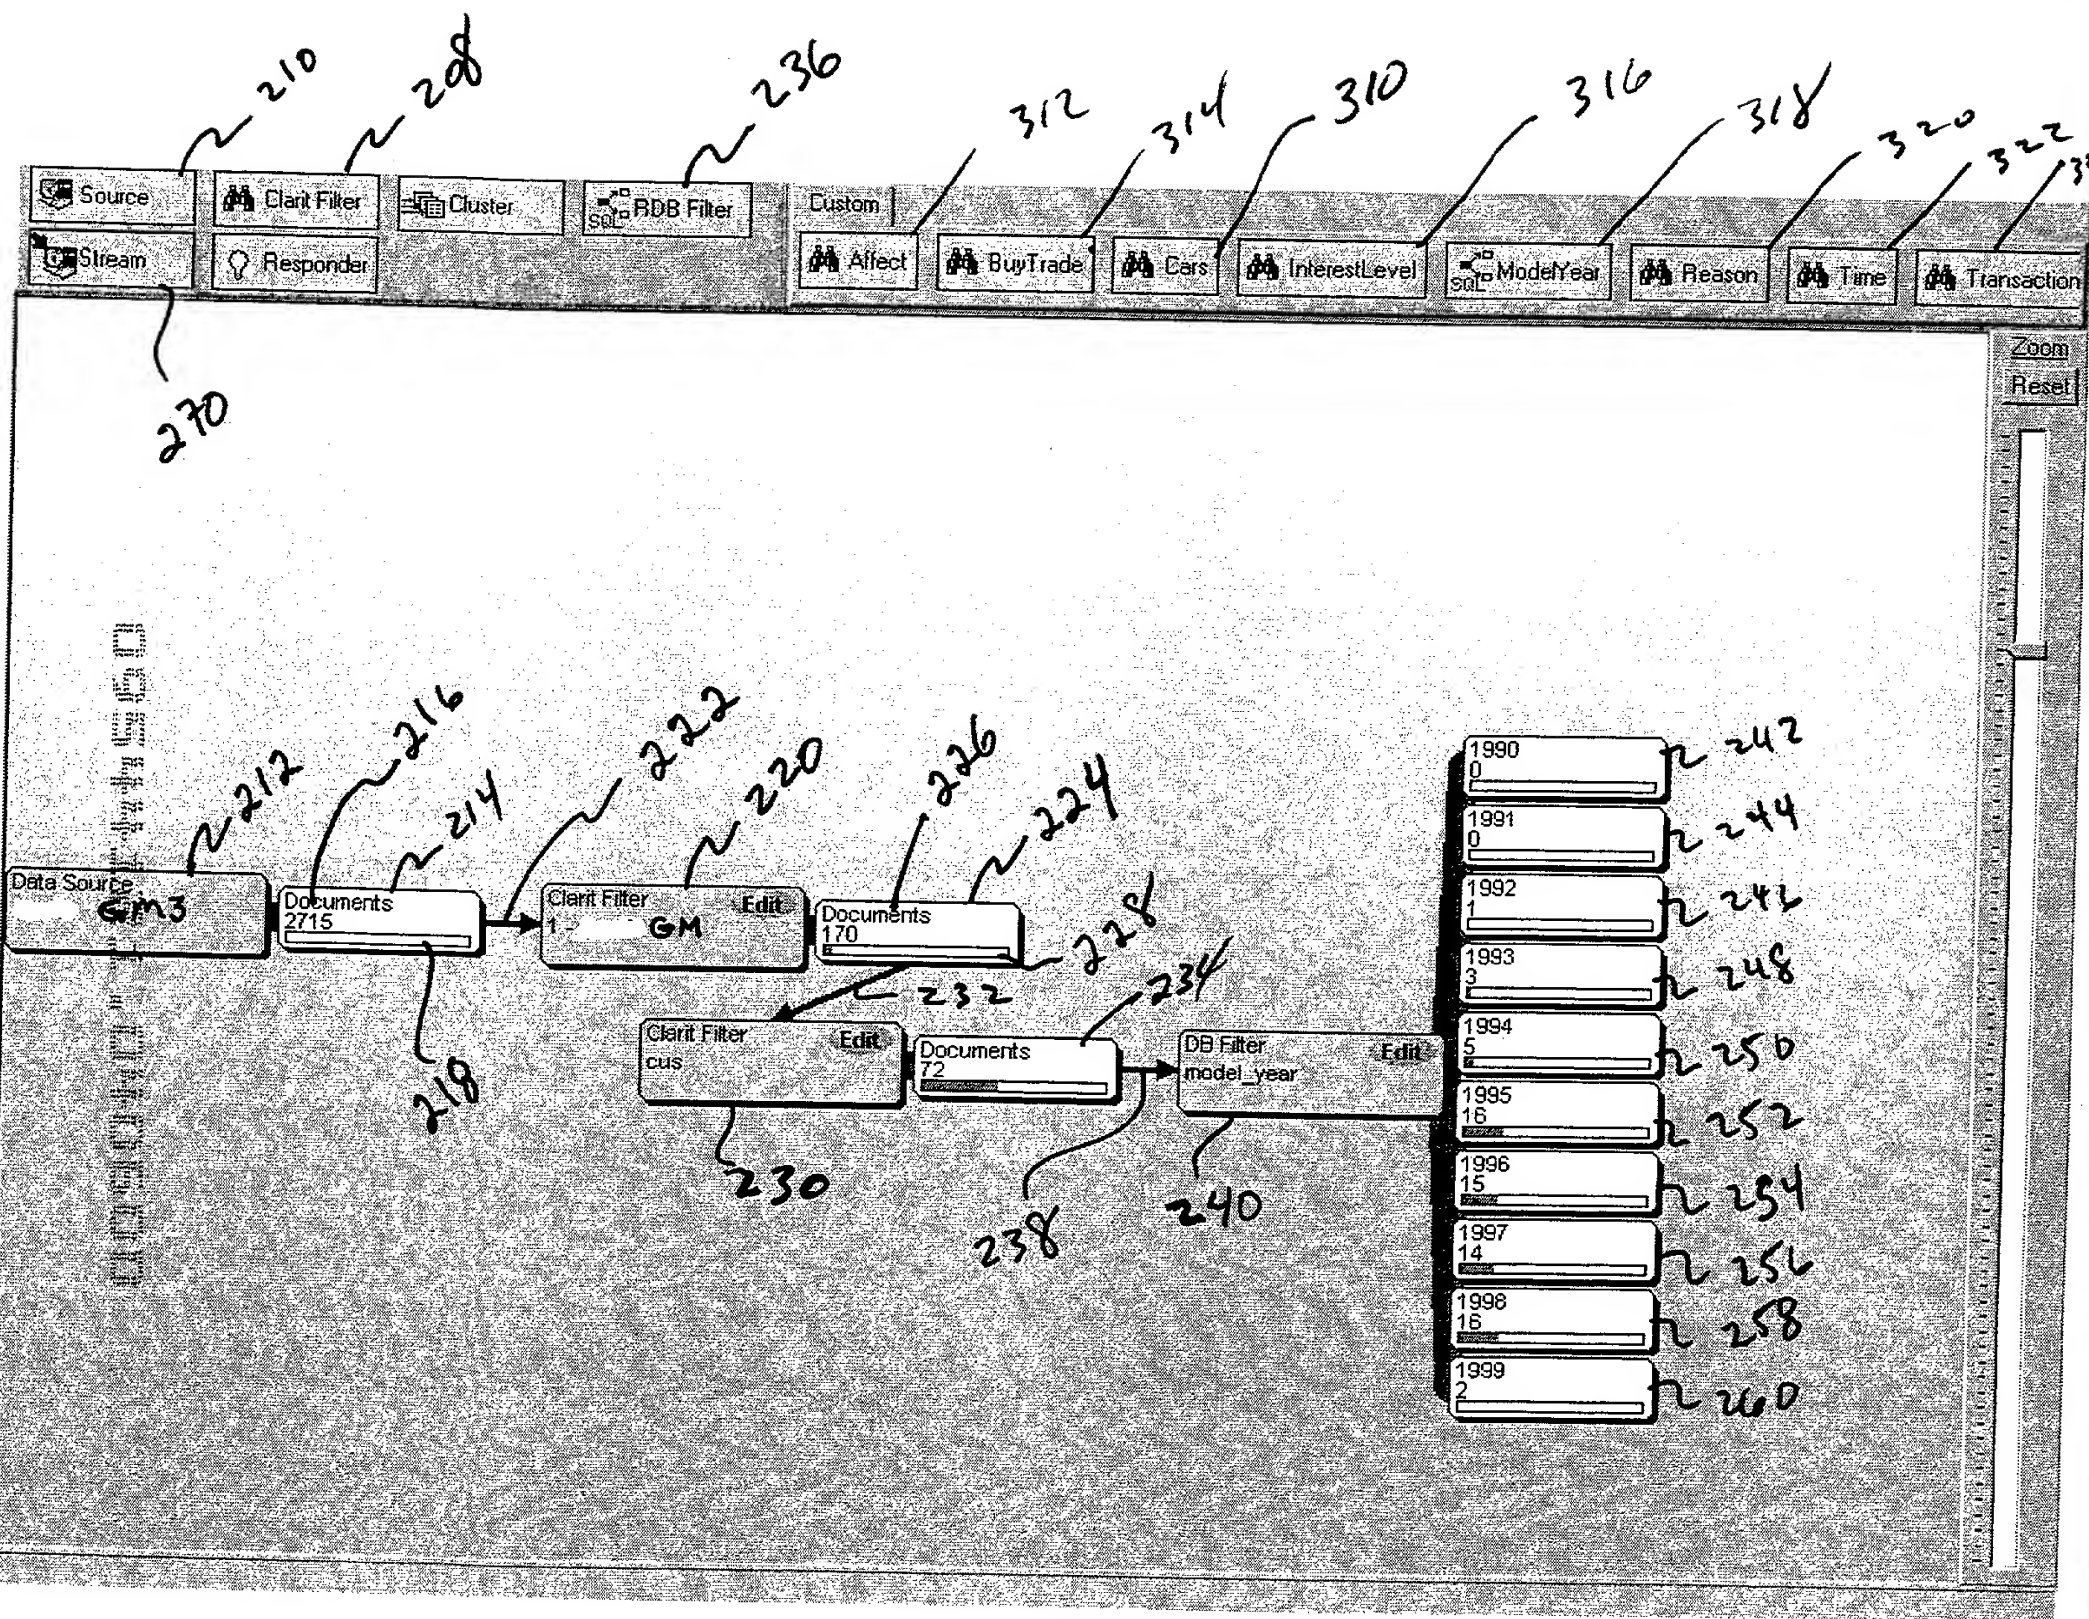 210
208
236
312
314
310
316
318
320
322
Source
Clarit Filter
Cluster
SQL RDB Filter
Custom
Stream
Responder
Affect
BuyTrade
Cars
InterestLevel
SQL ModelYear
Reason
Time
Transaction
270
Zoom
Reset
212
216
214
222
220
226
224
228
Data Source
GM3
Documents
2715
218
Clarit Filter Edit
1 - GM
Documents
170
232
234
Clarit Filter Edit
cus
230
Documents
72
238
DB Filter Edit
model_year
240
1990 242
0
1991 244
0
1992
1
1993 248
3
1994 250
5
1995 252
16
1996 254
15
1997 256
14
1998 258
16
1999 260
2